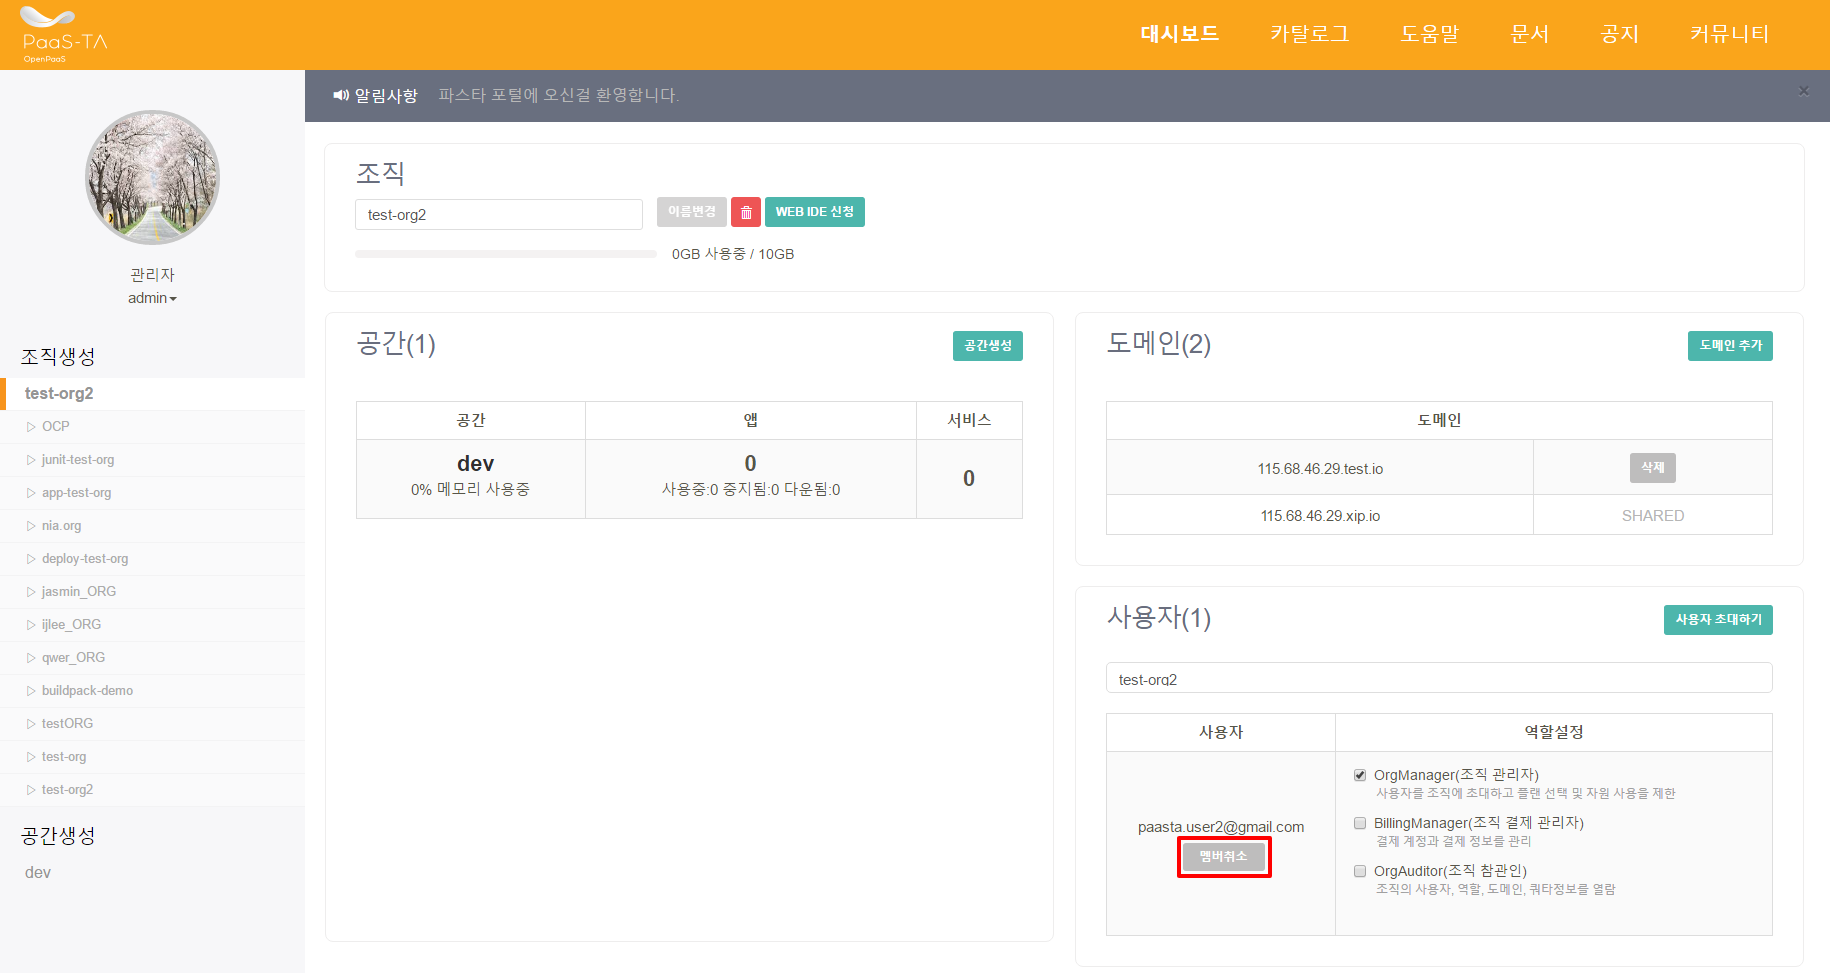 PaaS-TA
OpenPaaS
대시보드 카탈로그 도움말 문서 공지 커뮤니티
알림사항 파스타 포털에 오신걸 환영합니다.
×
관리자
admin
조직생성
test-org2
OCP
junit-test-org
app-test-org
nia.org
deploy-test-org
jasmin_ORG
ijlee_ORG
qwer_ORG
buildpack-demo
testORG
test-org
test-org2
공간생성
dev
조직
test-org2 이름변경 WEB IDE 신청
0GB 사용중 / 10GB
공간(1) 공간생성
공간 앱 서비스
dev 0 0
0% 메모리 사용중 사용중:0 중지됨:0 다운됨:0
도메인(2) 도메인 추가
도메인
115.68.46.29.test.io 삭제
115.68.46.29.xip.io SHARED
사용자(1) 사용자 초대하기
test-org2
사용자 역할설정
paasta.user2@gmail.com
멤버취소
OrgManager(조직 관리자)
사용자를 조직에 초대하고 플랜 선택 및 자원 사용을 제한
BillingManager(조직 결제 관리자)
결제 계정과 결제 정보를 관리
OrgAuditor(조직 참관인)
조직의 사용자, 역할, 도메인, 쿼타정보를 열람